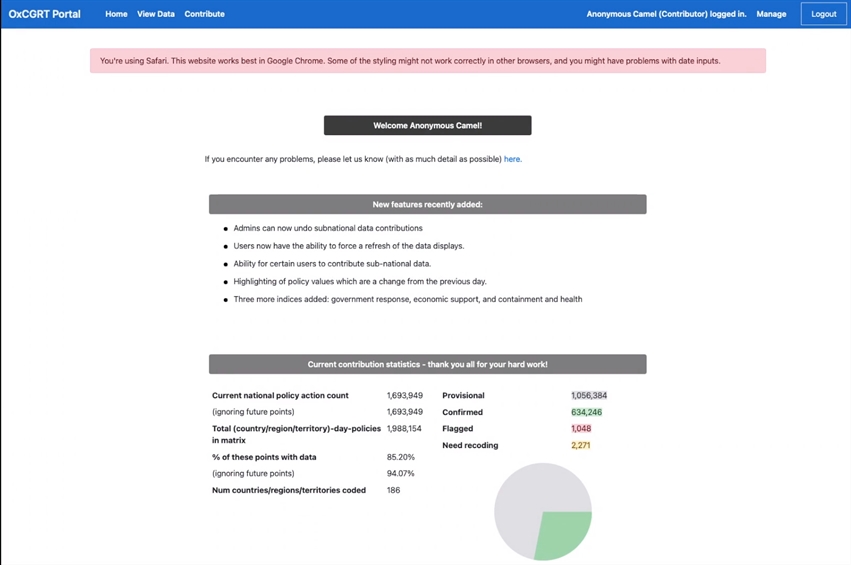 OxCGRT Portal Home View Data Contribute Anonymous Camel (Contributor) logged in. Manage Logout
You're using Safari. This website works best in Google Chrome. Some of the styling might not work correctly in other browsers, and you might have problems with date inputs.
Welcome Anonymous Camel!
If you encounter any problems, please let us know (with as much detail as possible) here.
New features recently added:
Admins can now undo subnational data contributions
Users now have the ability to force a refresh of the data displays.
Ability for certain users to contribute sub-national data.
Highlighting of policy values which are a change from the previous day.
Three more indices added: government response, economic support, and containment and health
Current contribution statistics - thank you all for your hard work!
Current national policy action count 1,693,949
(ignoring future points) 1,693,949
Total (country/region/territory)-day-policies 1,988,154
in matrix
% of these points with data 85.20%
(ignoring future points) 94.07%
Num countries/regions/territories coded 186
Provisional 1,056,384
Confirmed 634,246
Flagged 1,048
Need recoding 2,271